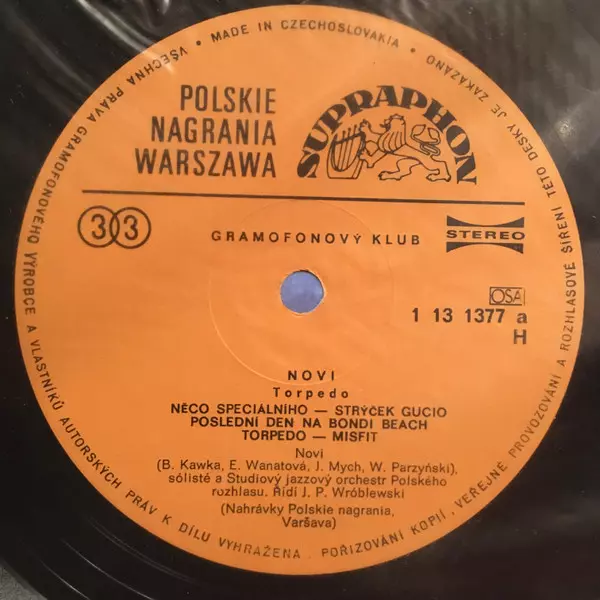 VŠECHNA PRÁVA GRAMOFONOVÉHO VÝROBCE A VLASTNÍKŮ AUTORSKÝCH PRÁV K DÍLU VYHRAŽENA. POŘIZOVÁNÍ KOPIÍ, VEŘEJNÉ PROVOZOVÁNÍ A ROZHLASOVÉ ŠÍŘENÍ TÉTO DESKY JE ZAKÁZÁNO • MADE IN CZECHOSLOVAKIA •
POLSKIE
NAGRANIA
WARSZAWA
SUPRAPHON
33
GRAMOFONOVÝ KLUB
STEREO
OSA
1 13 1377 a
H
NOVI
Torpedo
NĚCO SPECIÁLNÍHO — STRÝČEK GUCIO
POSLEDNÍ DEN NA BONDI BEACH
TORPEDO — MISFIT
Novi
(B. Kawka, E. Wanatová, J. Mych, W. Parzyński),
sólisté a Studiový jazzový orchestr Polského
rozhlasu. Řídí J. P. Wróblewski
(Nahrávky Polskie nagrania,
Varšava)